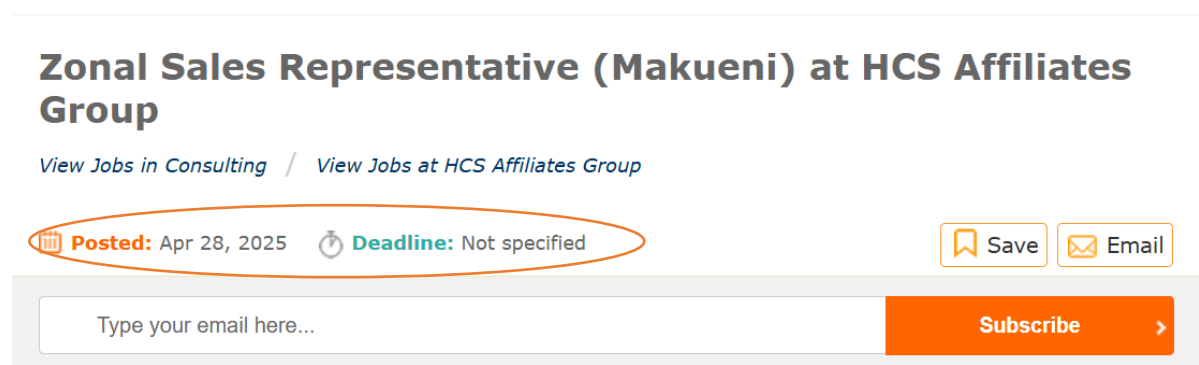 Zonal Sales Representative (Makueni) at HCS Affiliates
Group
View Jobs in Consulting / View Jobs at HCS Affiliates Group
Posted: Apr 28, 2025 Deadline: Not specified
Save Email
Type your email here... Subscribe